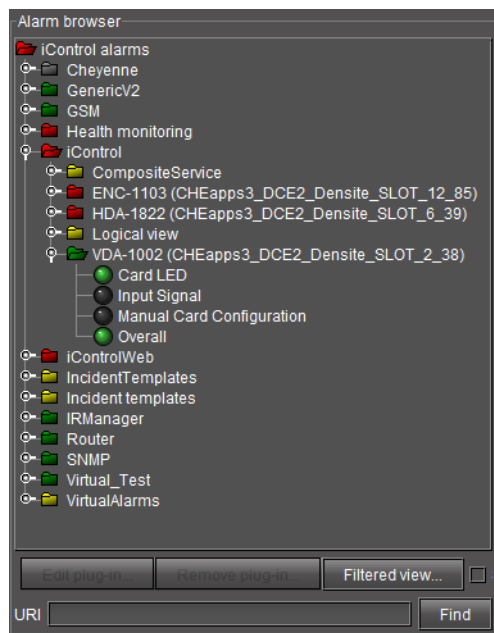 Alarm browser
iControl alarms
Cheyenne
GenericV2
GSM
Health monitoring
iControl
CompositeService
ENC-1103 (CHEapps3_DCE2_Densite_SLOT_12_85)
HDA-1822 (CHEapps3_DCE2_Densite_SLOT_6_39)
Logical view
VDA-1002 (CHEapps3_DCE2_Densite_SLOT_2_38)
Card LED
Input Signal
Manual Card Configuration
Overall
iControlWeb
IncidentTemplates
Incident templates
IRManager
Router
SNMP
Virtual_Test
VirtualAlarms
Edit plug-in... Remove plug-in... Filtered view...
URI Find